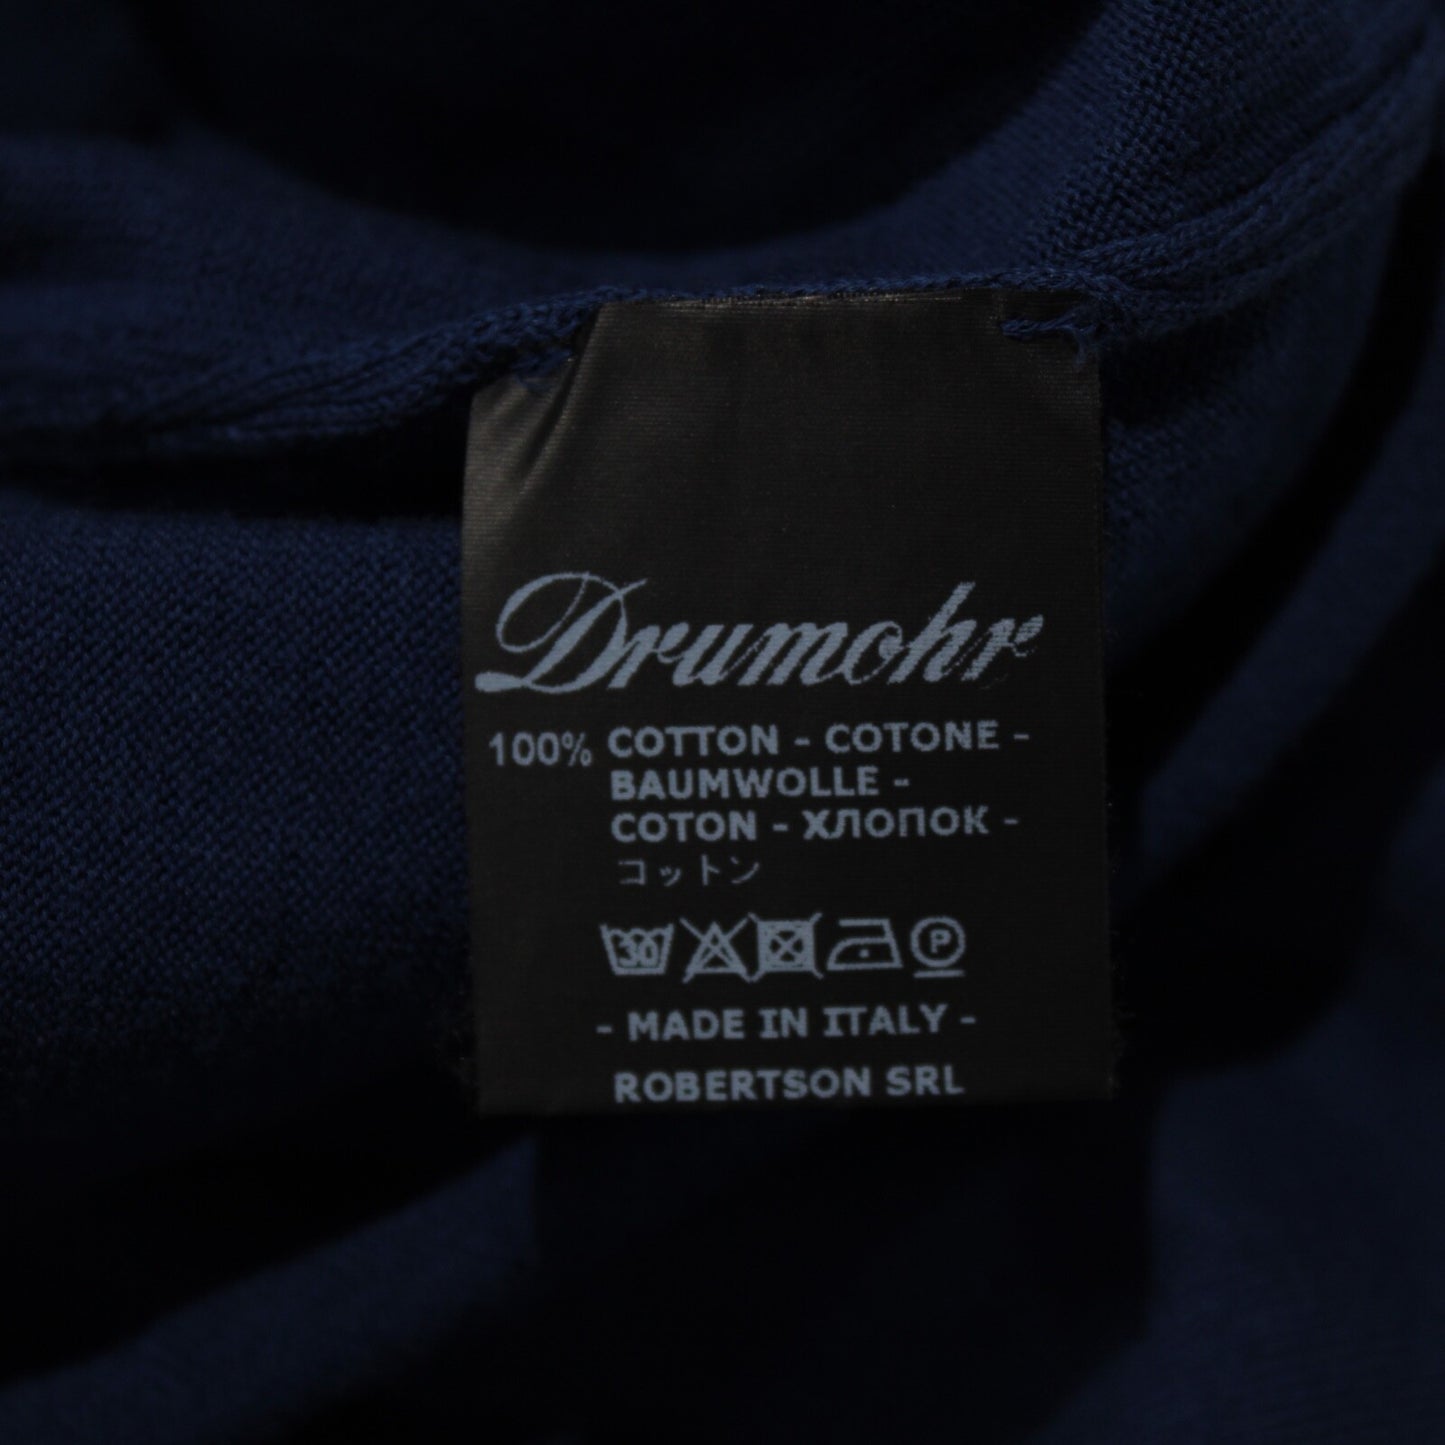 Drumohr
100% COTTON - COTONE -
BAUMWOLLE -
COTON - ХЛОПОК -
コットン
30 P
- MADE IN ITALY -
ROBERTSON SRL